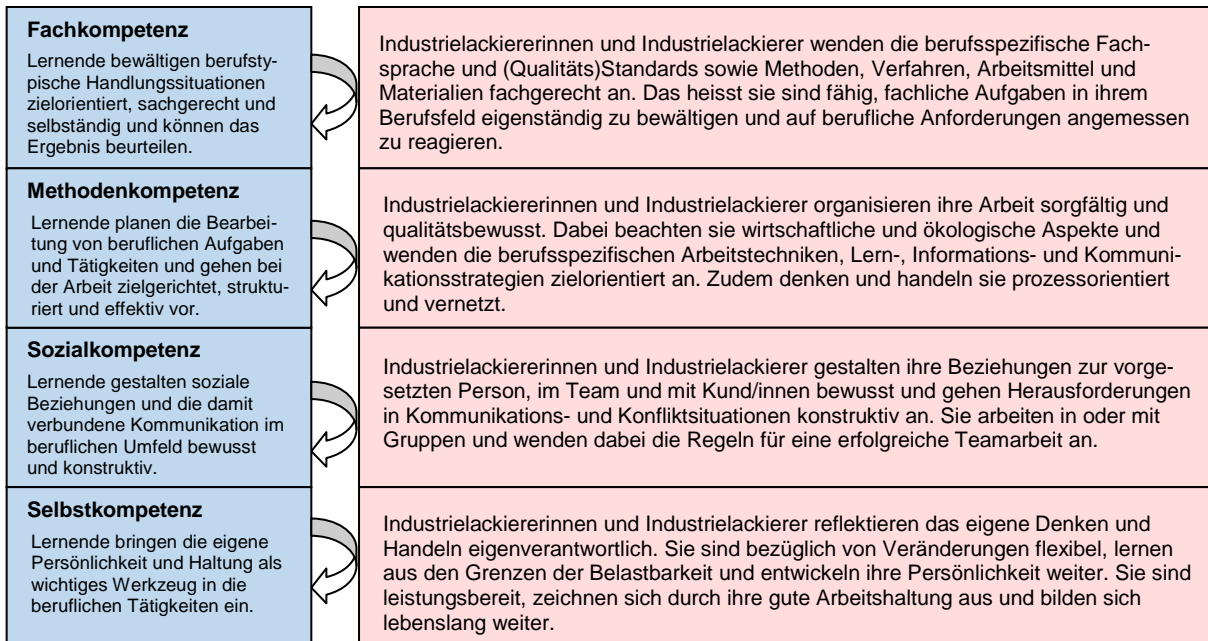 Fachkompetenz
Lernende bewältigen berufsty-
pische Handlungssituationen
zielorientiert, sachgerecht und
selbständig und können das
Ergebnis beurteilen.
Industrielackiererinnen und Industrielackierer wenden die berufsspezifische Fach-
sprache und (Qualitäts)Standards sowie Methoden, Verfahren, Arbeitsmittel und
Materialien fachgerecht an. Das heisst sie sind fähig, fachliche Aufgaben in ihrem
Berufsfeld eigenständig zu bewältigen und auf berufliche Anforderungen angemessen
zu reagieren.
Methodenkompetenz
Lernende planen die Bearbei-
tung von beruflichen Aufgaben
und Tätigkeiten und gehen bei
der Arbeit zielgerichtet, struktu-
riert und effektiv vor.
Industrielackiererinnen und Industrielackierer organisieren ihre Arbeit sorgfältig und
qualitätsbewusst. Dabei beachten sie wirtschaftliche und ökologische Aspekte und
wenden die berufsspezifischen Arbeitstechniken, Lern-, Informations- und Kommuni-
kationsstrategien zielorientiert an. Zudem denken und handeln sie prozessorientiert
und vernetzt.
Sozialkompetenz
Lernende gestalten soziale
Beziehungen und die damit
verbundene Kommunikation im
beruflichen Umfeld bewusst
und konstruktiv.
Industrielackiererinnen und Industrielackierer gestalten ihre Beziehungen zur vorge-
setzten Person, im Team und mit Kund/innen bewusst und gehen Herausforderungen
in Kommunikations- und Konfliktsituationen konstruktiv an. Sie arbeiten in oder mit
Gruppen und wenden dabei die Regeln für eine erfolgreiche Teamarbeit an.
Selbstkompetenz
Lernende bringen die eigene
Persönlichkeit und Haltung als
wichtiges Werkzeug in die
beruflichen Tätigkeiten ein.
Industrielackiererinnen und Industrielackierer reflektieren das eigene Denken und
Handeln eigenverantwortlich. Sie sind bezüglich von Veränderungen flexibel, lernen
aus den Grenzen der Belastbarkeit und entwickeln ihre Persönlichkeit weiter. Sie sind
leistungsbereit, zeichnen sich durch ihre gute Arbeitshaltung aus und bilden sich
lebenslang weiter.